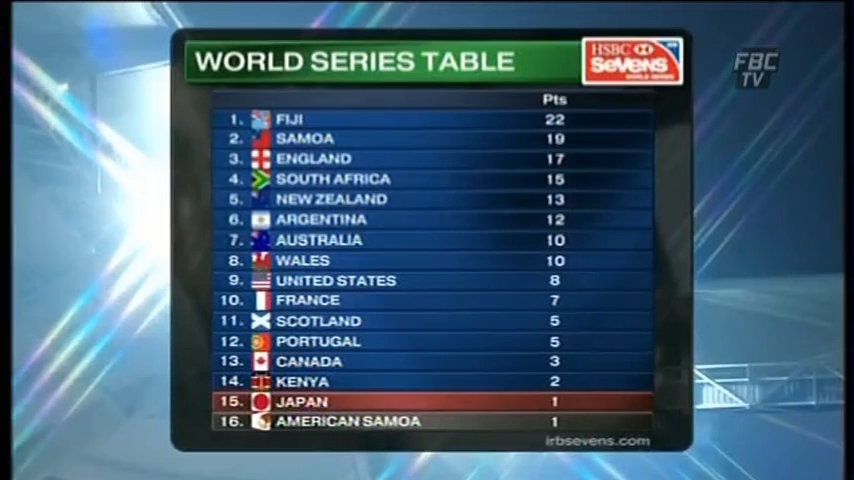 WORLD SERIES TABLE
HSBC
SEVENS
WORLD SERIES
FBC
TV
Pts
1. FIJI 22
2. SAMOA 19
3. ENGLAND 17
4. SOUTH AFRICA 15
5. NEW ZEALAND 13
6. ARGENTINA 12
7. AUSTRALIA 10
8. WALES 10
9. UNITED STATES 8
10. FRANCE 7
11. SCOTLAND 5
12. PORTUGAL 5
13. CANADA 3
14. KENYA 2
15. JAPAN 1
16. AMERICAN SAMOA 1
irbsevens.com